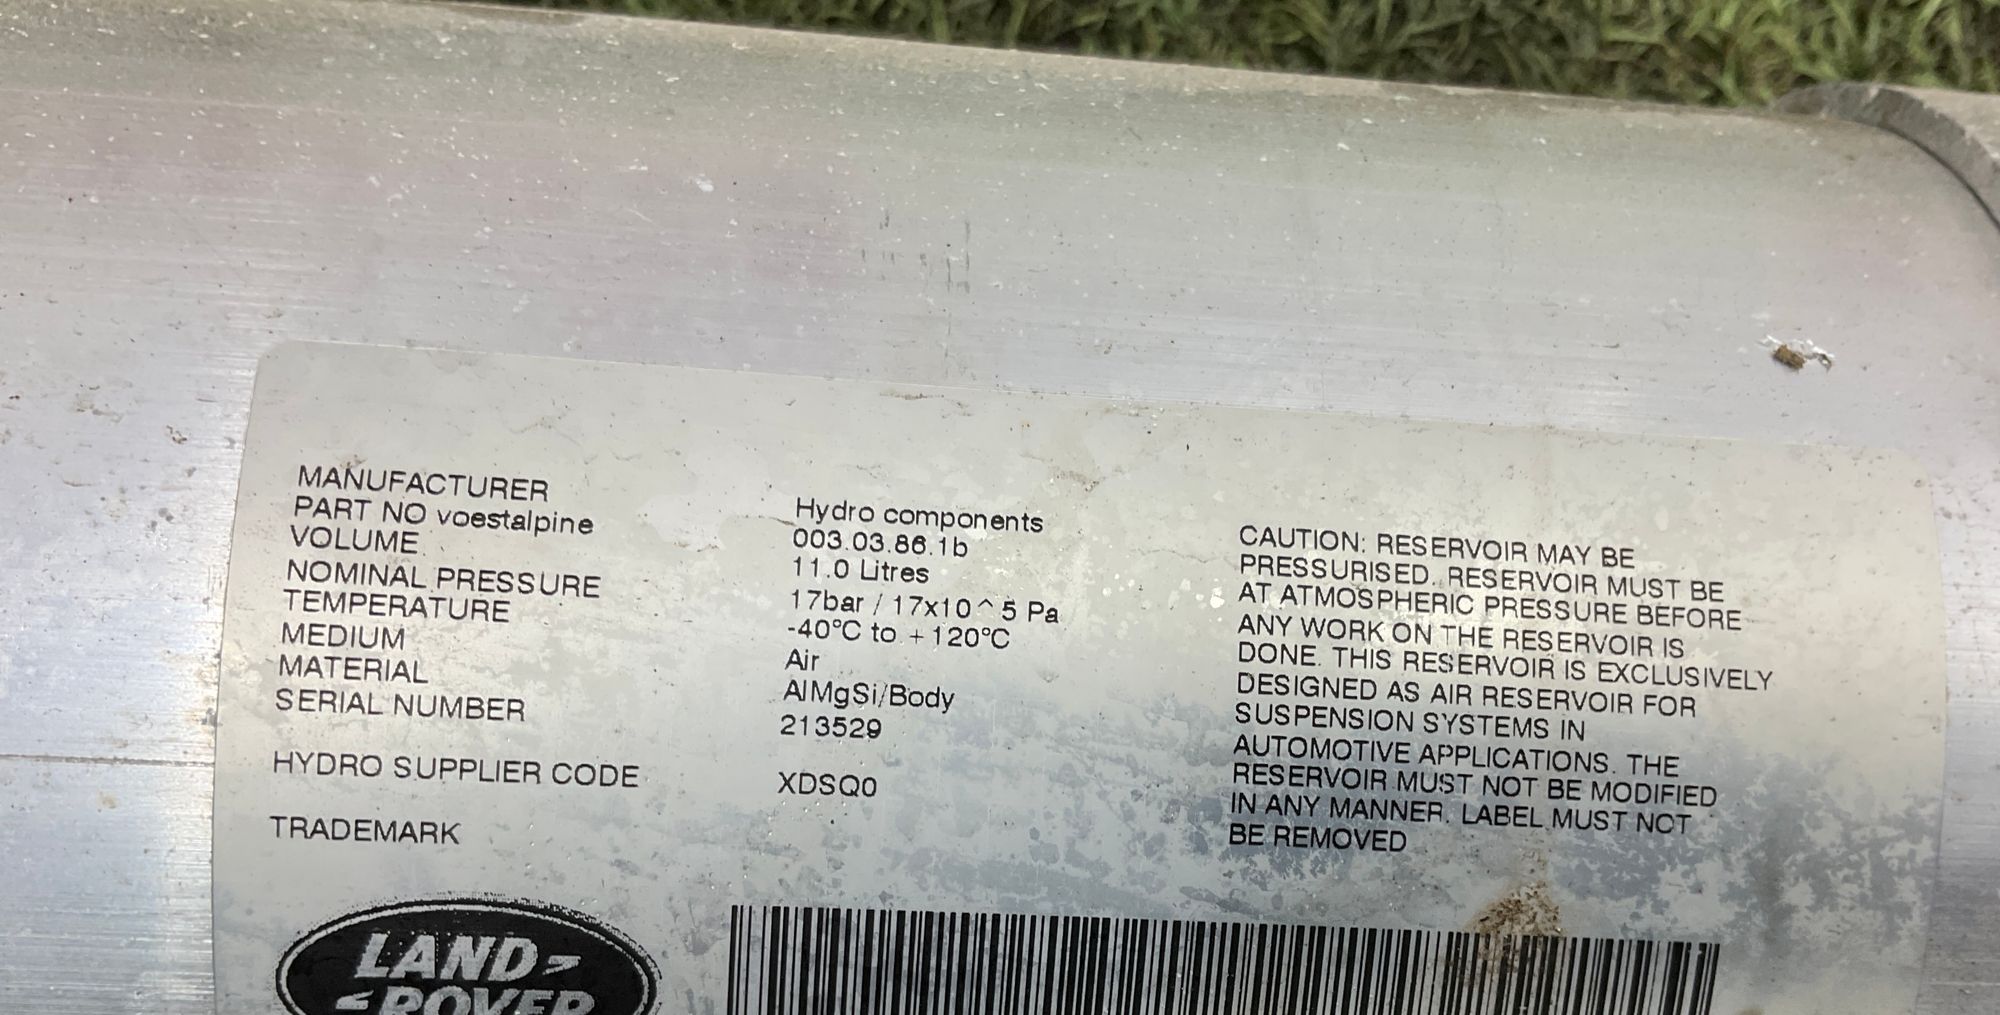 MANUFACTURER Hydro components
PART NO voestalpine 003.03.86.1b
VOLUME 11.0 Litres
NOMINAL PRESSURE 17bar / 17x10^5 Pa
TEMPERATURE -40°C to +120°C
MEDIUM Air
MATERIAL AlMgSi/Body
SERIAL NUMBER 213529
HYDRO SUPPLIER CODE XDSQ0
TRADEMARK
LAND
ROVER
CAUTION: RESERVOIR MAY BE
PRESSURISED. RESERVOIR MUST BE
AT ATMOSPHERIC PRESSURE BEFORE
ANY WORK ON THE RESERVOIR IS
DONE. THIS RESERVOIR IS EXCLUSIVELY
DESIGNED AS AIR RESERVOIR FOR
SUSPENSION SYSTEMS IN
AUTOMOTIVE APPLICATIONS. THE
RESERVOIR MUST NOT BE MODIFIED
IN ANY MANNER. LABEL MUST NOT
BE REMOVED